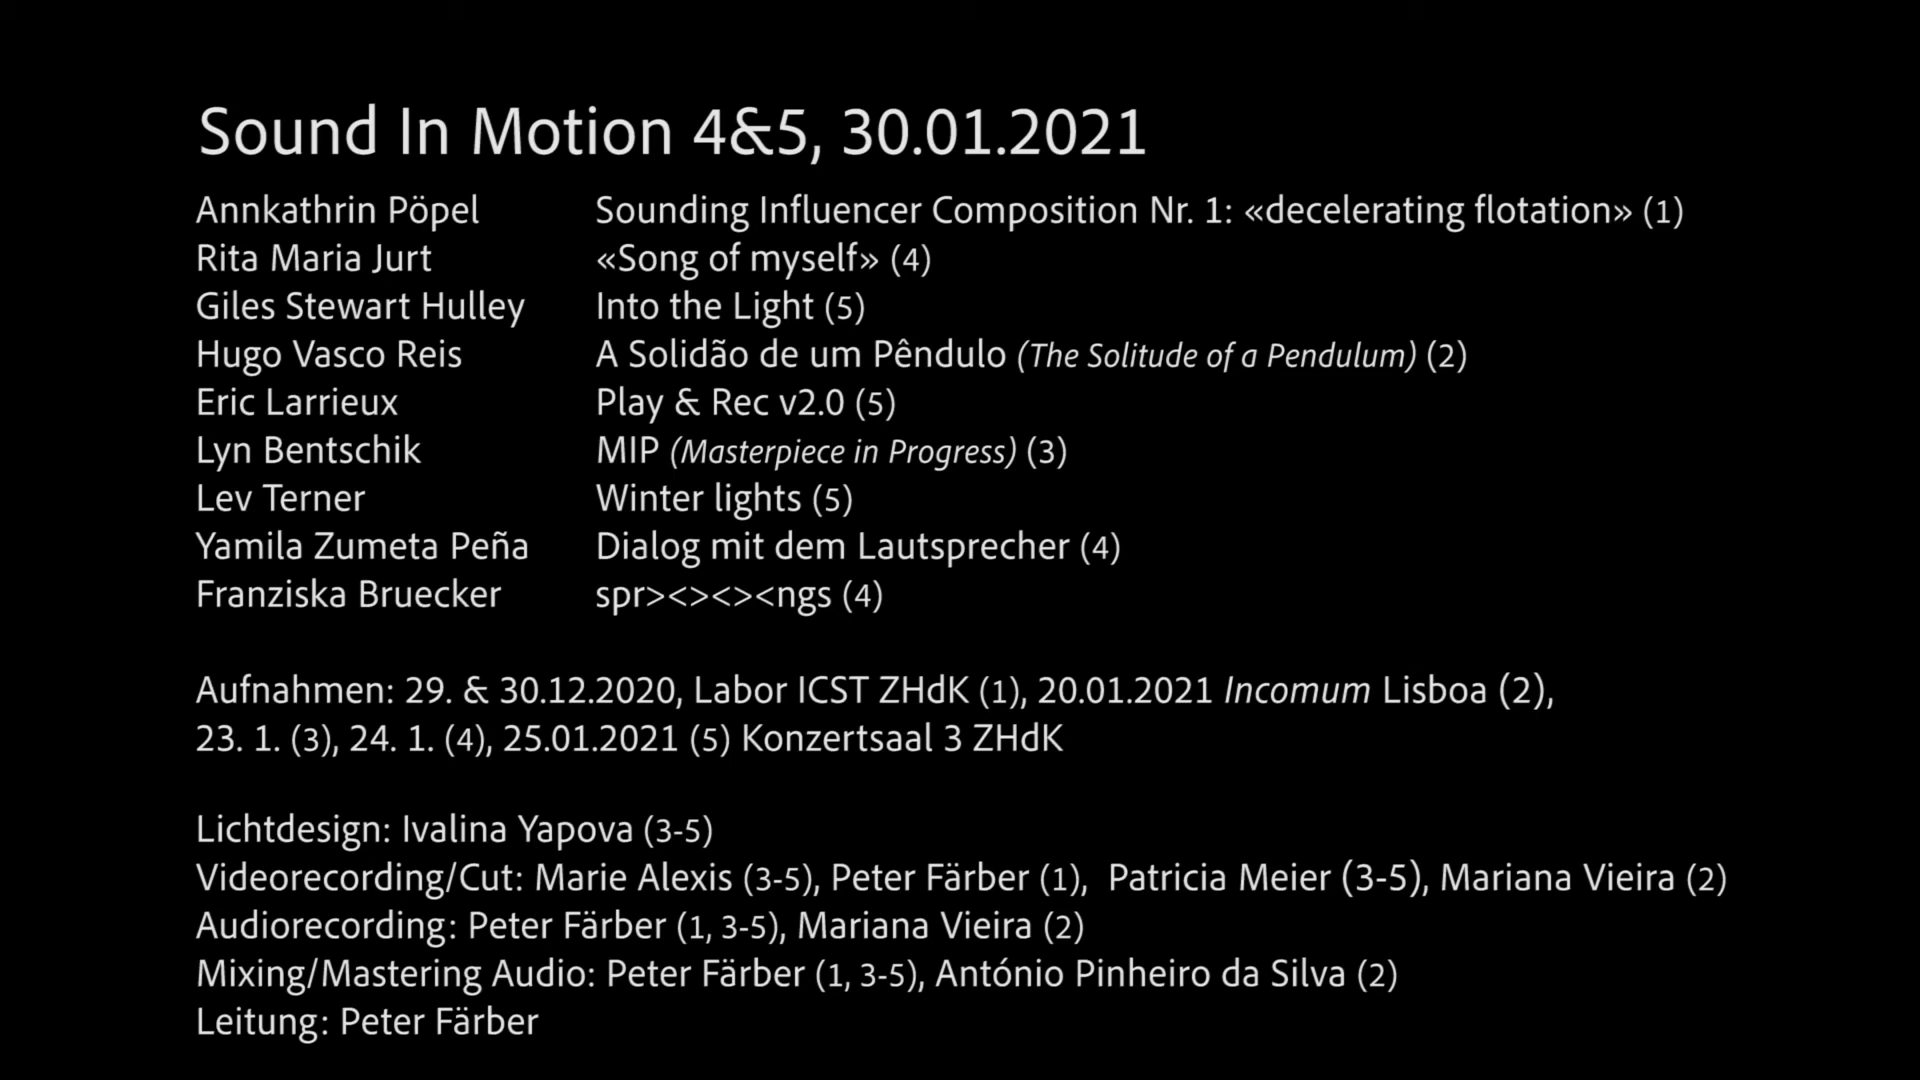 Sound In Motion 4&5, 30.01.2021
Annkathrin Pöpel Sounding Influencer Composition Nr. 1: «decelerating flotation» (1)
Rita Maria Jurt «Song of myself» (4)
Giles Stewart Hulley Into the Light (5)
Hugo Vasco Reis A Solidão de um Pêndulo (The Solitude of a Pendulum) (2)
Eric Larrieux Play & Rec v2.0 (5)
Lyn Bentschik MIP (Masterpiece in Progress) (3)
Lev Terner Winter lights (5)
Yamila Zumeta Peña Dialog mit dem Lautsprecher (4)
Franziska Bruecker spr><><><ngs (4)
Aufnahmen: 29. & 30.12.2020, Labor ICST ZHdK (1), 20.01.2021 Incomum Lisboa (2),
23. 1. (3), 24. 1. (4), 25.01.2021 (5) Konzertsaal 3 ZHdK
Lichtdesign: Ivalina Yapova (3-5)
Videorecording/Cut: Marie Alexis (3-5), Peter Färber (1), Patricia Meier (3-5), Mariana Vieira (2)
Audiorecording: Peter Färber (1, 3-5), Mariana Vieira (2)
Mixing/Mastering Audio: Peter Färber (1, 3-5), António Pinheiro da Silva (2)
Leitung: Peter Färber